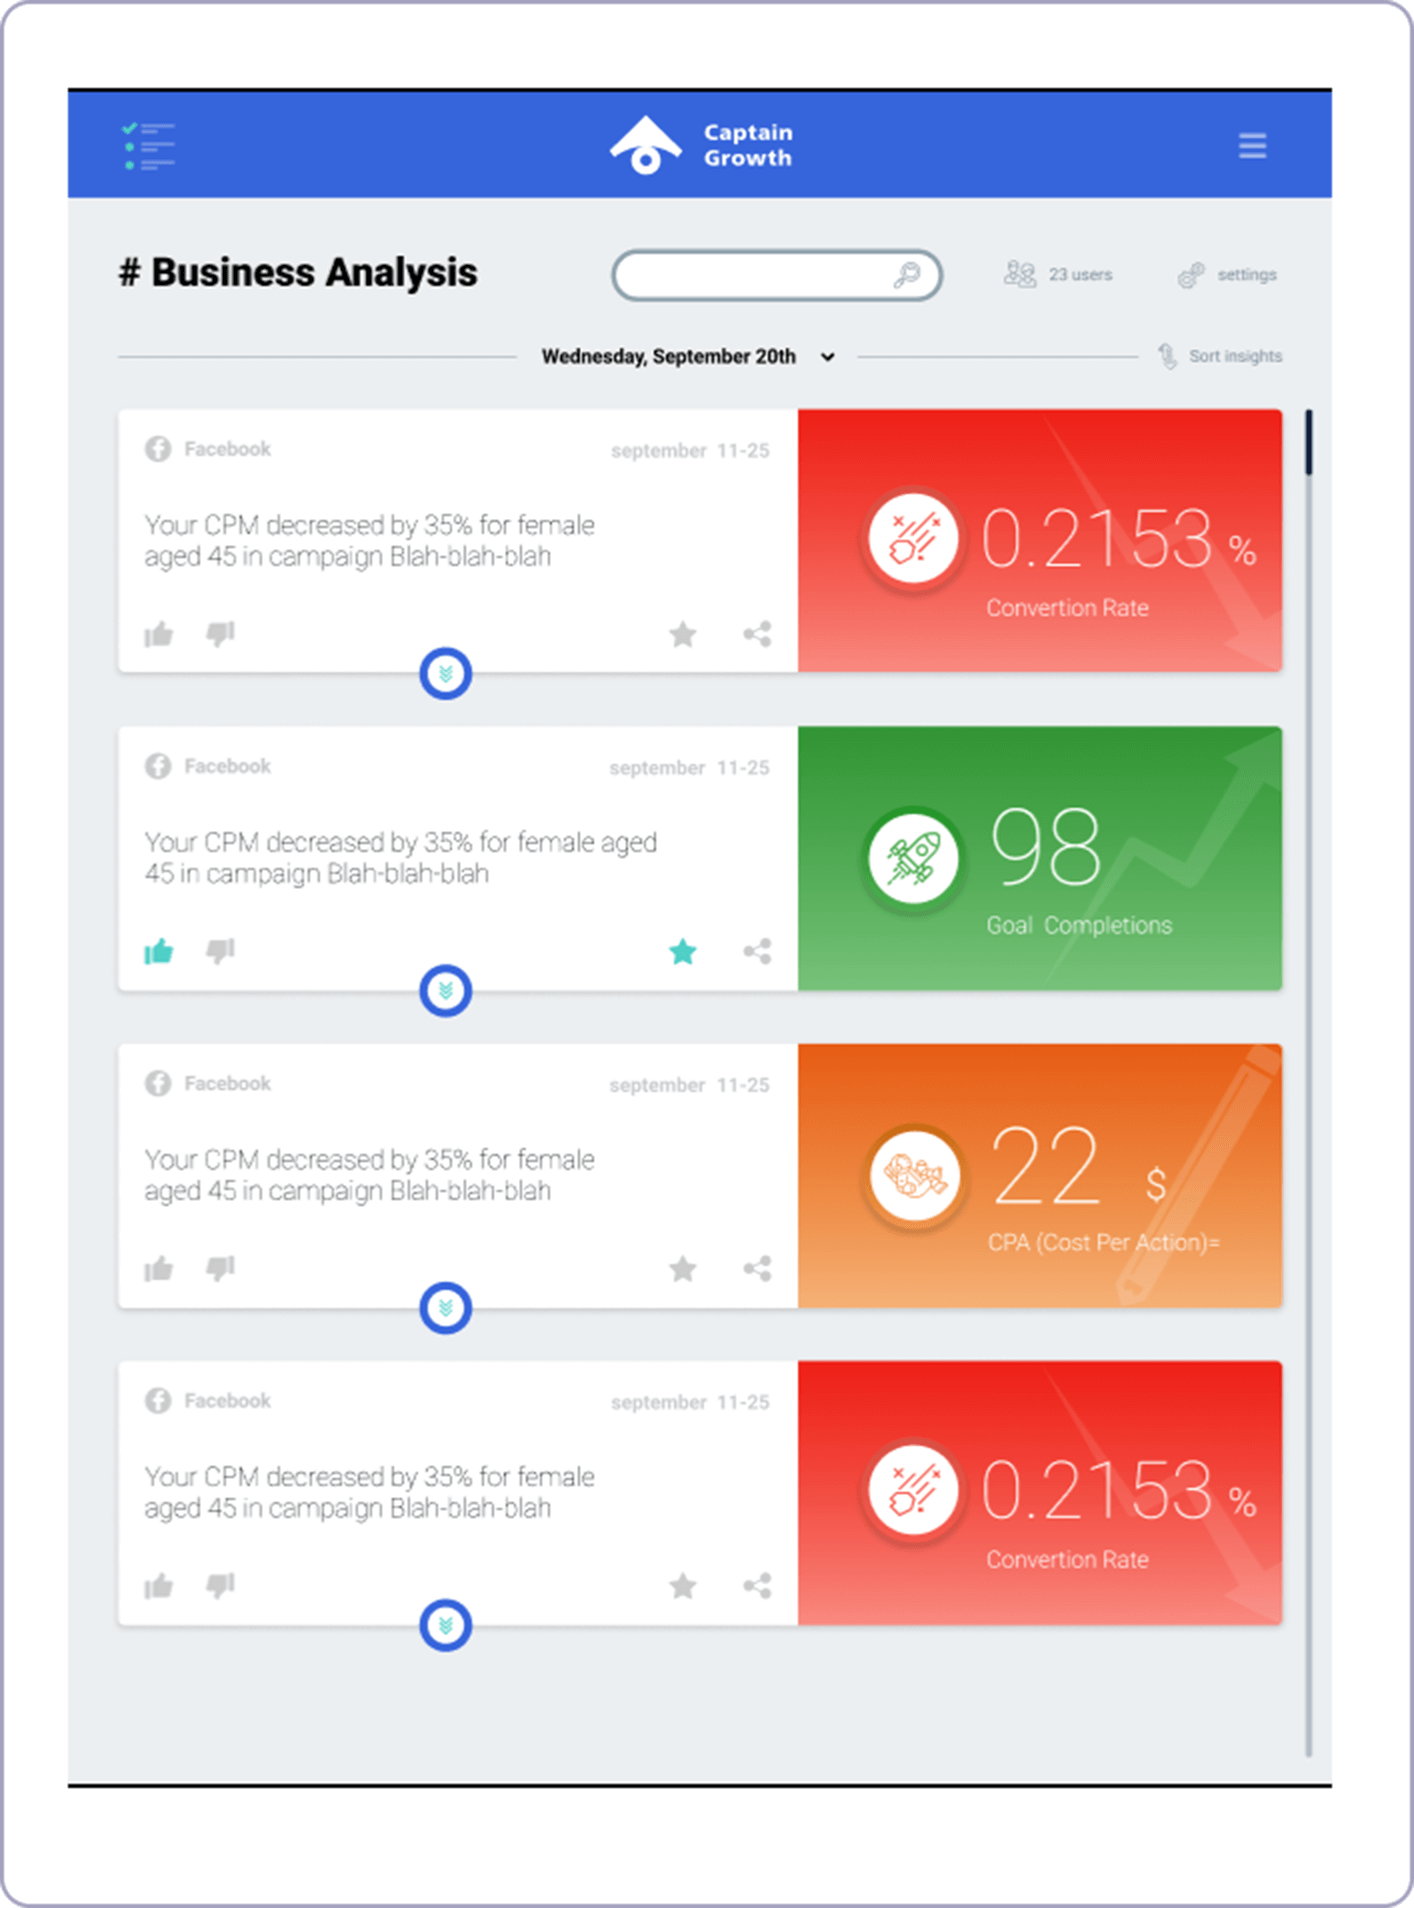 Captain
Growth
# Business Analysis
23 users
settings
Wednesday, September 20th
Sort insights
Facebook
september 11-25
Your CPM decreased by 35% for female
aged 45 in campaign Blah-blah-blah
0.2153 %
Convertion Rate
Facebook
september 11-25
Your CPM decreased by 35% for female aged
45 in campaign Blah-blah-blah
98
Goal Completions
Facebook
september 11-25
Your CPM decreased by 35% for female
aged 45 in campaign Blah-blah-blah
22 $
CPA (Cost Per Action)=
Facebook
september 11-25
Your CPM decreased by 35% for female
aged 45 in campaign Blah-blah-blah
0.2153 %
Convertion Rate